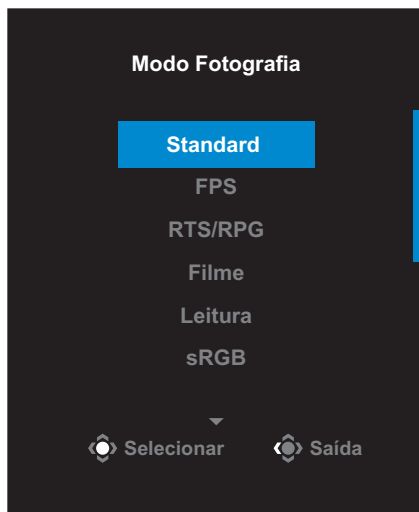 Modo Fotografia
Standard
FPS
RTS/RPG
Filme
Leitura
sRGB
Selecionar Saída